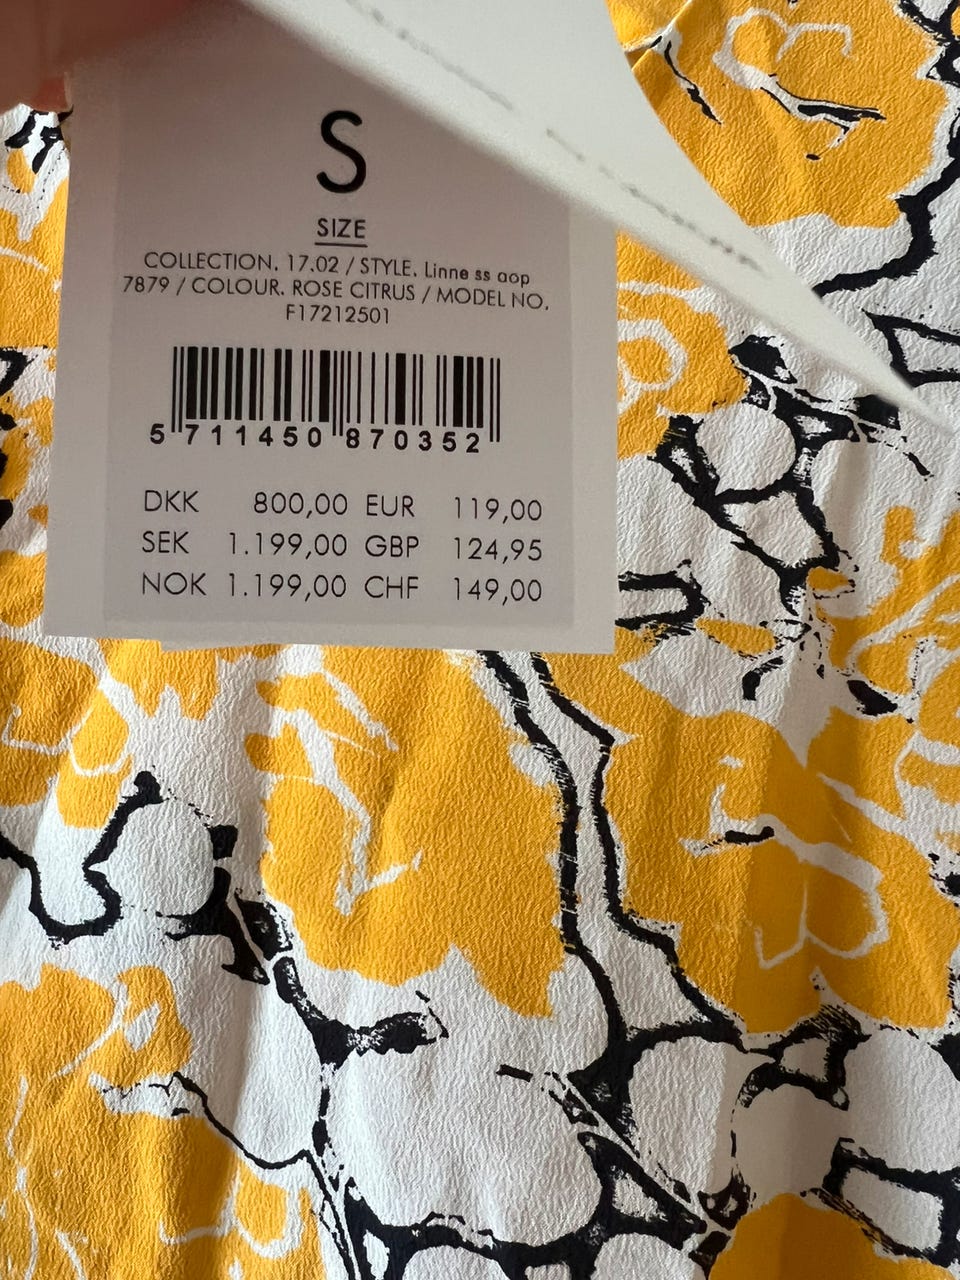 S
SIZE
COLLECTION. 17.02 / STYLE. Linne ss aop
7879 / COLOUR. ROSE CITRUS / MODEL NO.
F17212501
5 711450 870352
DKK 800,00 EUR 119,00
SEK 1.199,00 GBP 124,95
NOK 1.199,00 CHF 149,00